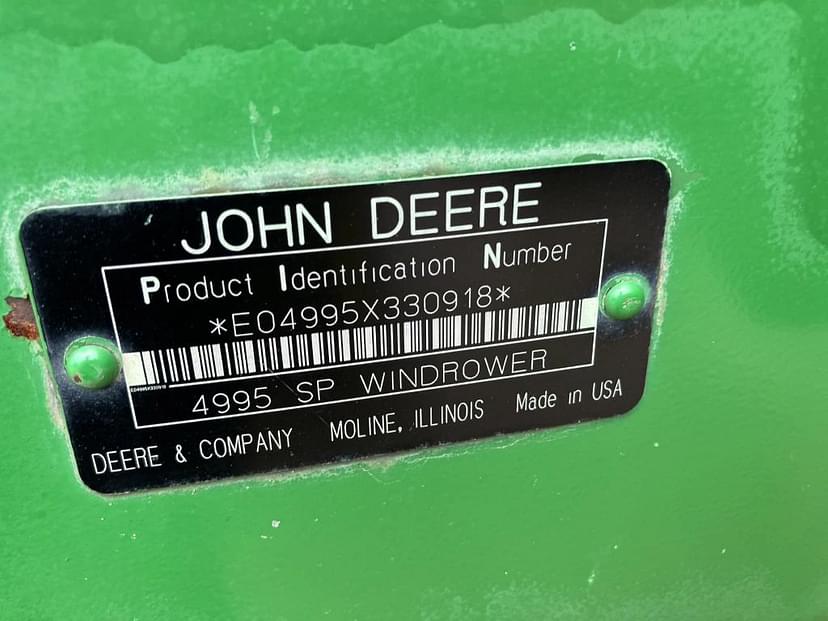 JOHN DEERE
Product Identification Number
*E04995X330918*
4995 SP WINDROWER
DEERE & COMPANY MOLINE, ILLINOIS Made in USA